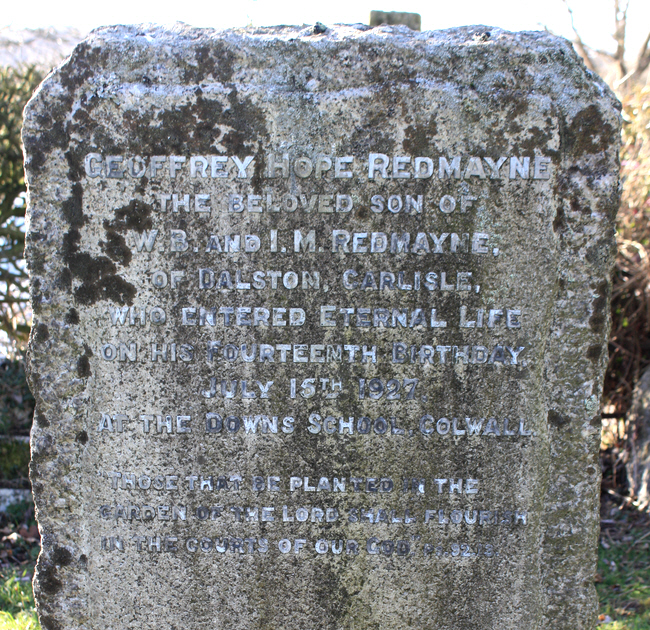 GEOFFREY HOPE REDMAYNE
THE BELOVED SON OF
W. B. AND I. M. REDMAYNE,
OF DALSTON, CARLISLE,
WHO ENTERED ETERNAL LIFE
ON HIS FOURTEENTH BIRTHDAY
JULY 15TH 1927
AT THE DOWNS SCHOOL, COLWALL
"THOSE THAT BE PLANTED IN THE
GARDEN OF THE LORD SHALL FLOURISH
IN THE COURTS OF OUR GOD"